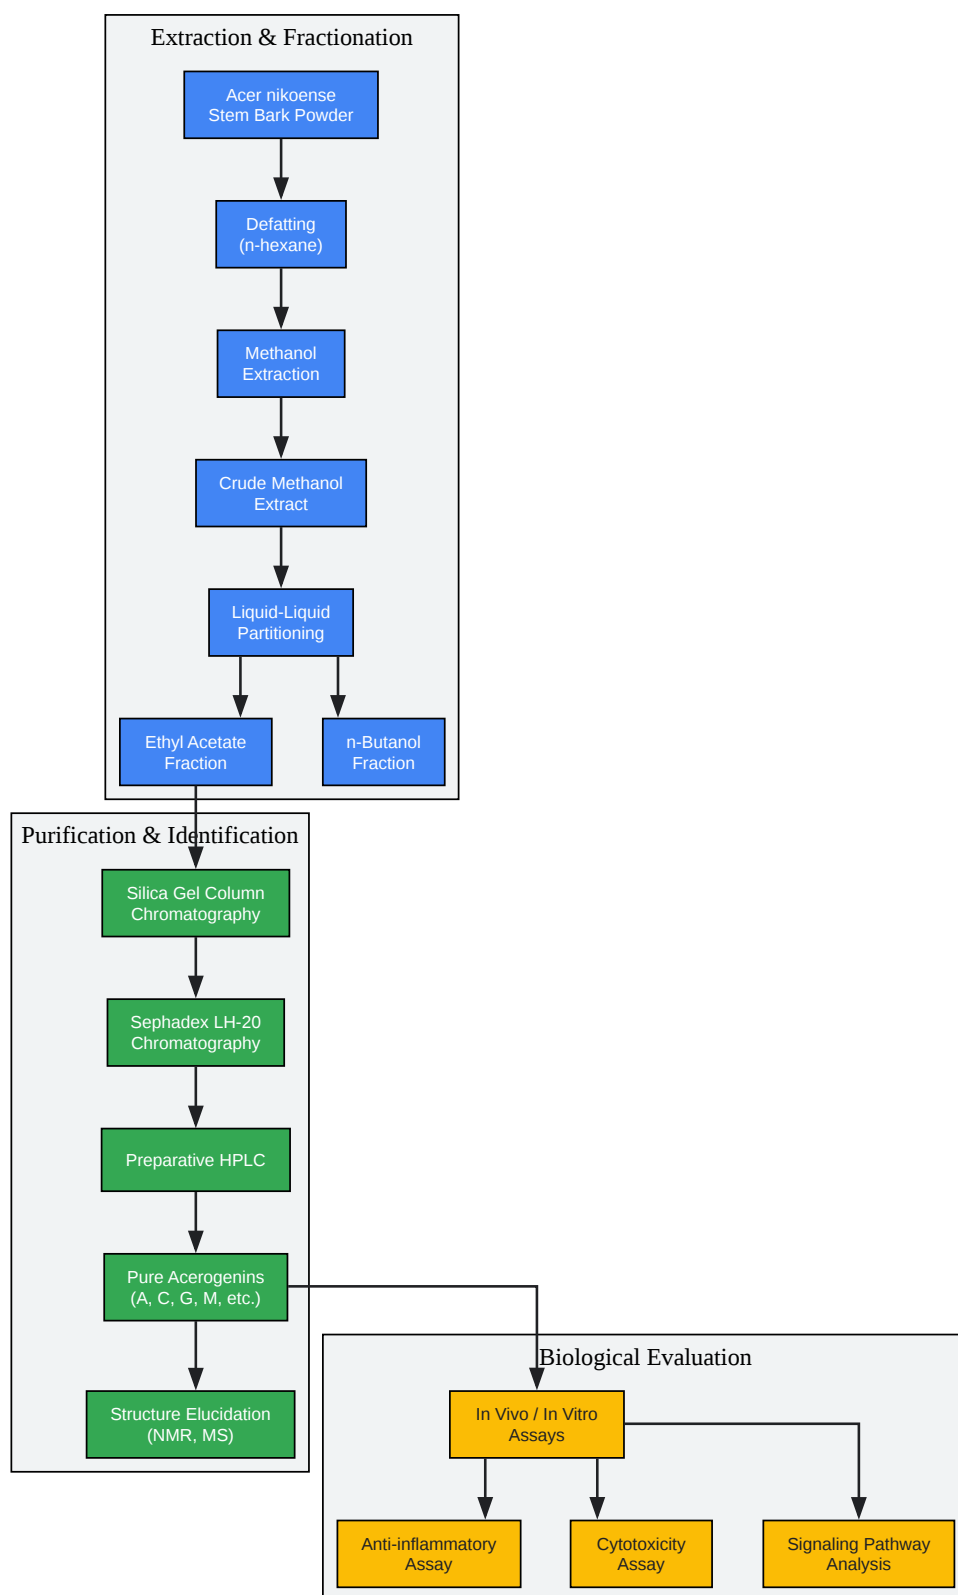 Extraction & Fractionation
Acer nikoense
Stem Bark Powder
Defatting
(n-hexane)
Methanol
Extraction
Crude Methanol
Extract
Liquid-Liquid
Partitioning
Ethyl Acetate
Fraction
n-Butanol
Fraction
Purification & Identification
Silica Gel Column
Chromatography
Sephadex LH-20
Chromatography
Preparative HPLC
Pure Acerogenins
(A, C, G, M, etc.)
Structure Elucidation
(NMR, MS)
Biological Evaluation
In Vivo / In Vitro
Assays
Anti-inflammatory
Assay
Cytotoxicity
Assay
Signaling Pathway
Analysis